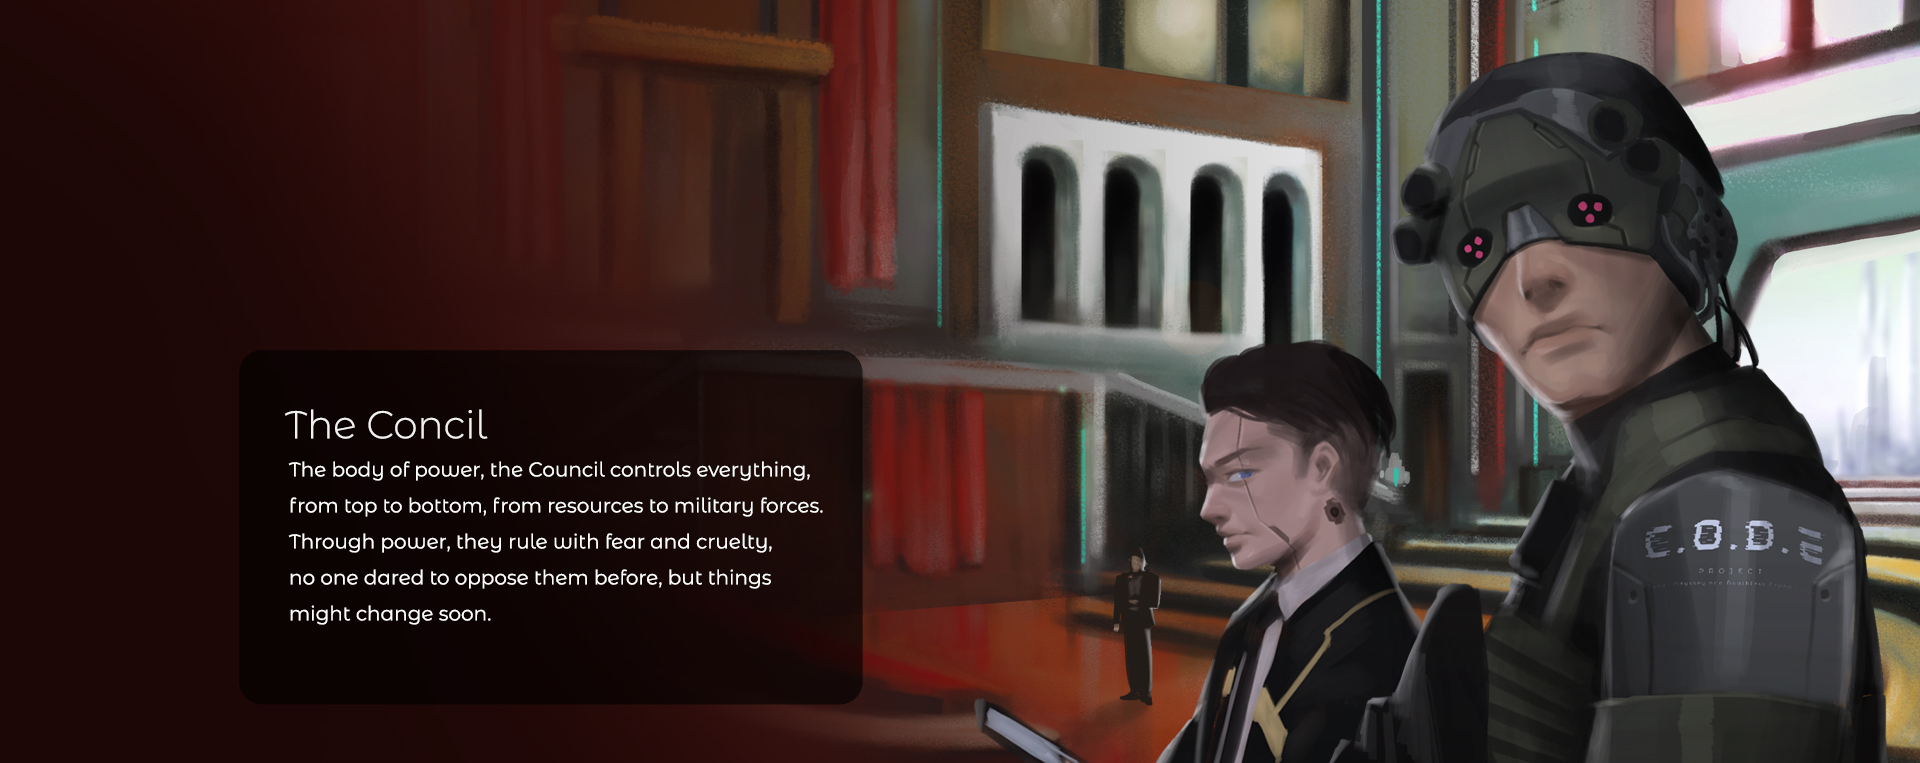 The Concil
The body of power, the Council controls everything,
from top to bottom, from resources to military forces.
Through power, they rule with fear and cruelty,
no one dared to oppose them before, but things
might change soon.
C.O.D.E
PROJECT